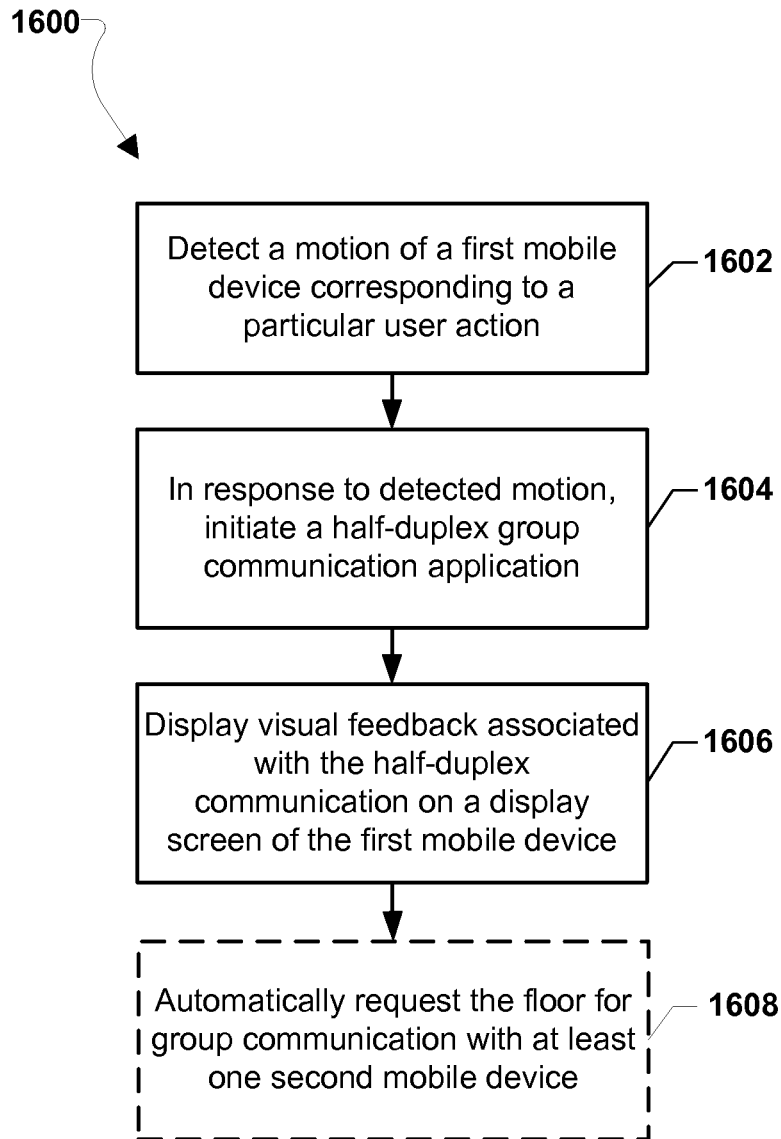 1600
Detect a motion of a first mobile
device corresponding to a
particular user action
1602
In response to detected motion,
initiate a half-duplex group
communication application
1604
Display visual feedback associated
with the half-duplex
communication on a display
screen of the first mobile device
1606
Automatically request the floor for
group communication with at least
one second mobile device
1608